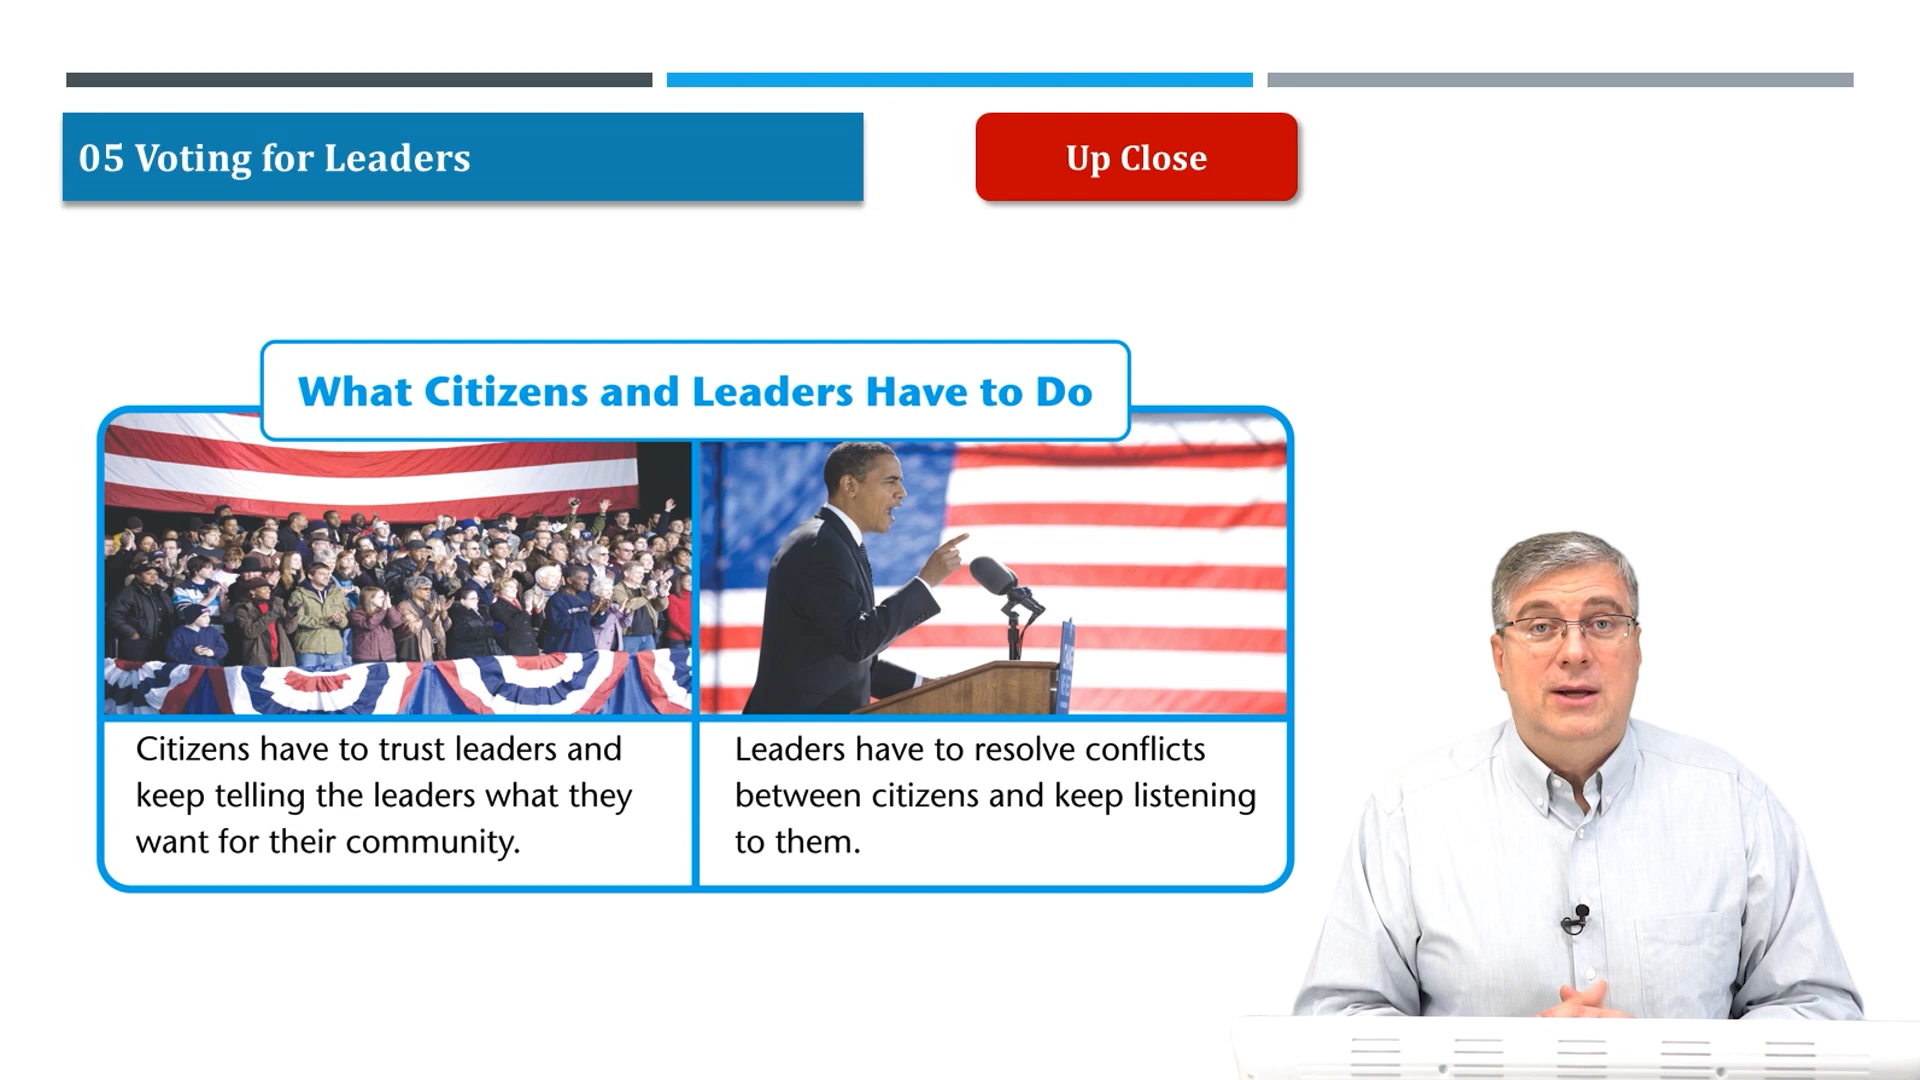 05 Voting for Leaders
Up Close
What Citizens and Leaders Have to Do
Citizens have to trust leaders and
keep telling the leaders what they
want for their community.
Leaders have to resolve conflicts
between citizens and keep listening
to them.